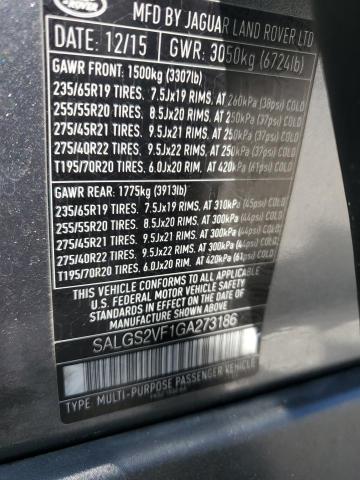 LAND ROVER
MFD BY JAGUAR LAND ROVER LTD
DATE: 12/15 GWR: 3050kg (6724lb)
GAWR FRONT: 1500kg (3307lb)
235/65R19 TIRES. 7.5Jx19 RIMS, AT 260kPa (38psi) COLD
255/55R20 TIRES. 8.5Jx20 RIMS, AT 250kPa (37psi) COLD
275/45R21 TIRES. 9.5Jx21 RIMS, AT 250kPa (37psi) COLD
275/40R22 TIRES. 9.5Jx22 RIMS, AT 250kPa (37psi) COLD
T195/70R20 TIRES. 6.0Jx20 RIM, AT 420kPa (61psi) COLD
GAWR REAR: 1775kg (3913lb)
235/65R19 TIRES. 7.5Jx19 RIMS, AT 310kPa (45psi) COLD
255/55R20 TIRES. 8.5Jx20 RIMS, AT 300kPa (44psi) COLD
275/45R21 TIRES. 9.5Jx21 RIMS, AT 300kPa (44psi) COLD
275/40R22 TIRES. 9.5Jx22 RIMS, AT 300kPa (44psi) COLD
T195/70R20 TIRES. 6.0Jx20 RIM, AT 420kPa (61psi) COLD
THIS VEHICLE CONFORMS TO ALL APPLICABLE
U.S. FEDERAL MOTOR VEHICLE SAFETY
STANDARDS IN EFFECT ON THE DATE OF
MANUFACTURE SHOWN ABOVE
SALGS2VF1GA273186
TYPE: MULTI-PURPOSE PASSENGER VEHICLE